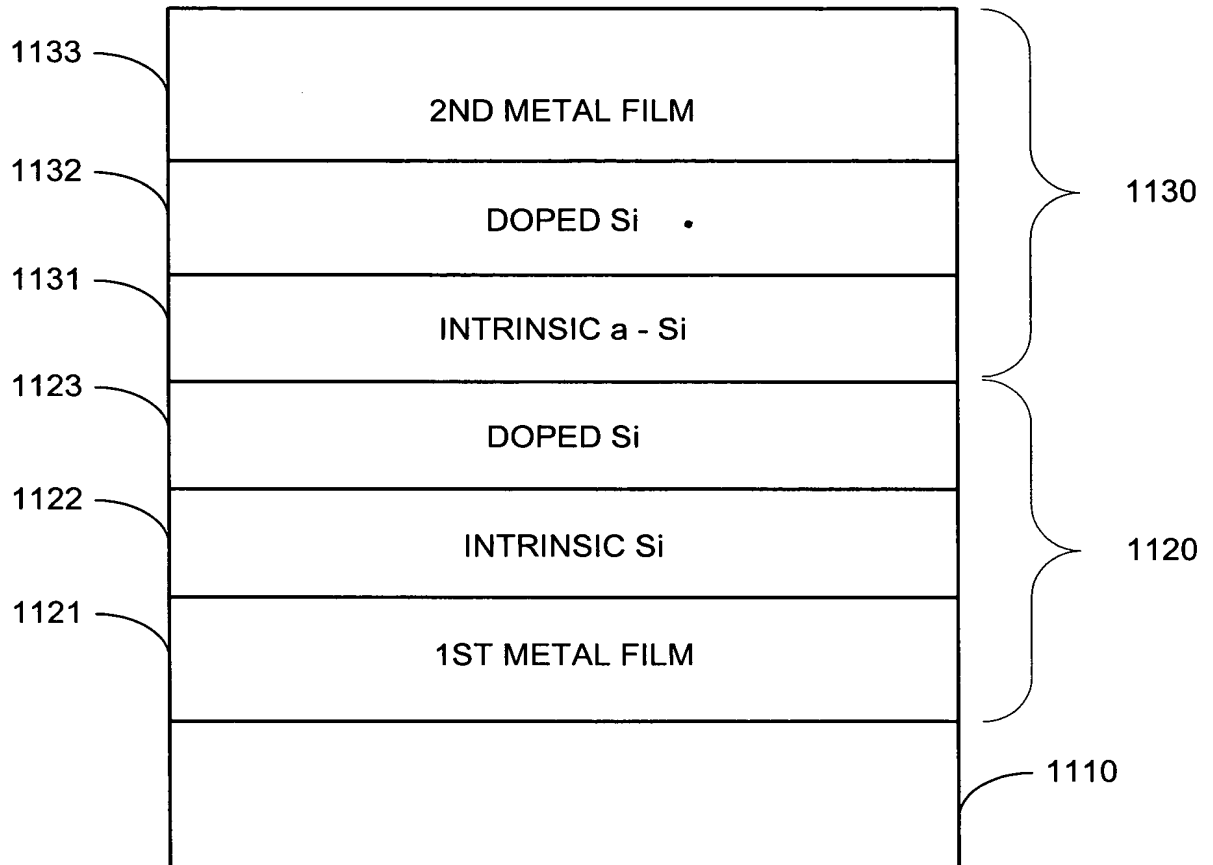 1133
2ND METAL FILM
1132
DOPED Si
1130
1131
INTRINSIC a - Si
1123
DOPED Si
1122
INTRINSIC Si
1120
1121
1ST METAL FILM
1110